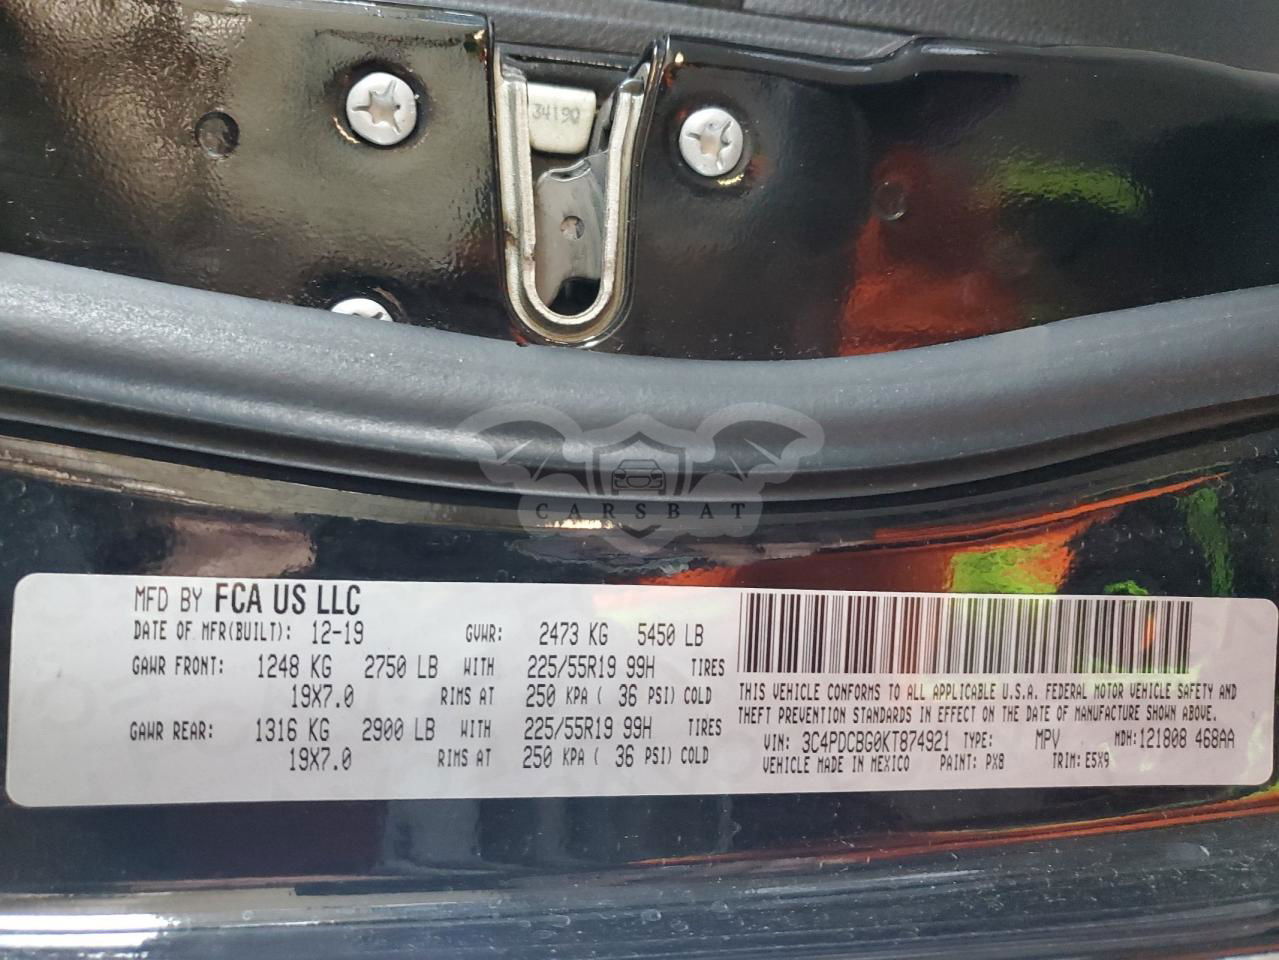 34190
CARSBAT
MFD BY FCA US LLC
DATE OF MFR(BUILT): 12-19 GVWR: 2473 KG 5450 LB
GAWR FRONT: 1248 KG 2750 LB WITH 225/55R19 99H TIRES
19X7.0 RIMS AT 250 KPA ( 36 PSI) COLD
GAWR REAR: 1316 KG 2900 LB WITH 225/55R19 99H TIRES
19X7.0 RIMS AT 250 KPA ( 36 PSI) COLD
THIS VEHICLE CONFORMS TO ALL APPLICABLE U.S.A. FEDERAL MOTOR VEHICLE SAFETY AND
THEFT PREVENTION STANDARDS IN EFFECT ON THE DATE OF MANUFACTURE SHOWN ABOVE.
VIN: 3C4PDCBG0KT874921 TYPE: MPV MDH:121808 468AA
VEHICLE MADE IN MEXICO PAINT: PX8 TRIM: E5X9